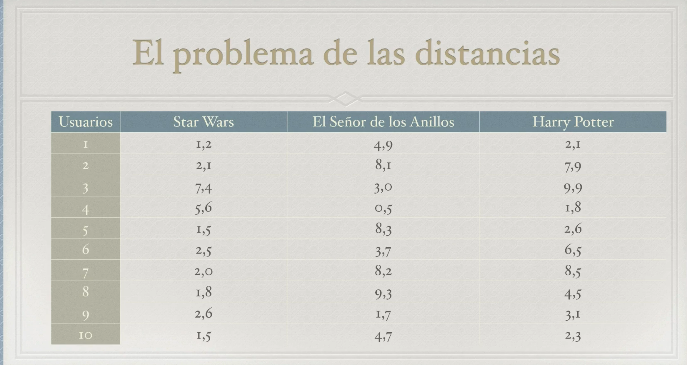 El problema de las distancias
Usuarios Star Wars El Señor de los Anillos Harry Potter
1 1,2 4,9 2,1
2 2,1 8,1 7,9
3 7,4 3,0 9,9
4 5,6 0,5 1,8
5 1,5 8,3 2,6
6 2,5 3,7 6,5
7 2,0 8,2 8,5
8 1,8 9,3 4,5
9 2,6 1,7 3,1
10 1,5 4,7 2,3